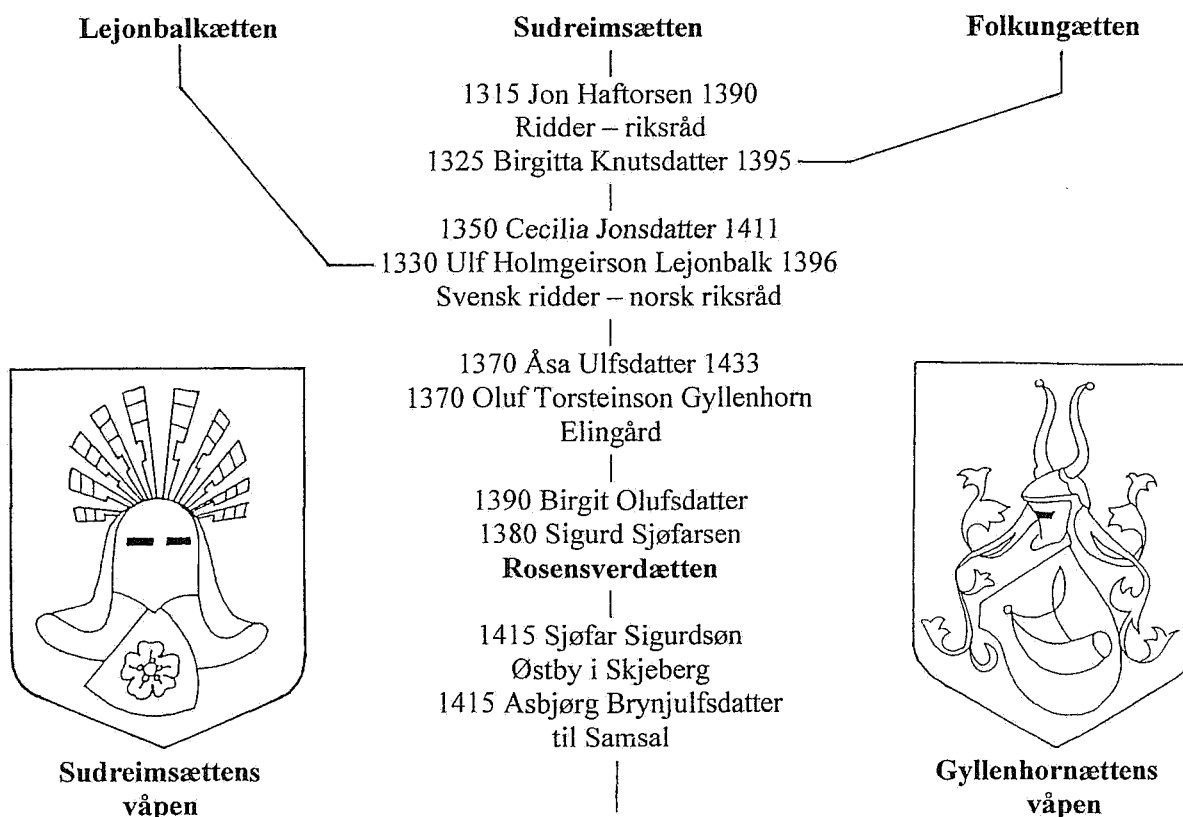 Lejonbalkætten
Sudreimsætten
Folkungætten
1315 Jon Haftorsen 1390
Ridder – riksråd
1325 Birgitta Knutsdatter 1395
1350 Cecilia Jonsdatter 1411
1330 Ulf Holmgeirson Lejonbalk 1396
Svensk ridder – norsk riksråd
1370 Åsa Ulfsdatter 1433
1370 Oluf Torsteinson Gyllenhorn
Elingård
1390 Birgit Olufsdatter
1380 Sigurd Sjøfarsen
Rosensverdætten
1415 Sjøfar Sigurdsøn
Østby i Skjeberg
1415 Asbjørg Brynjulfsdatter
til Samsal
Sudreimsættens
våpen
Gyllenhornættens
våpen